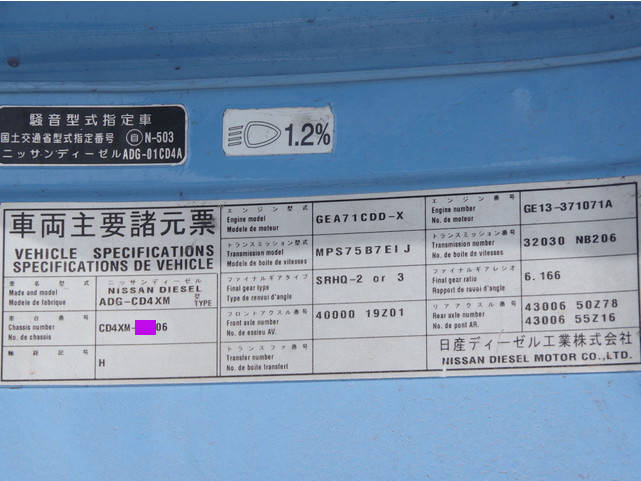 騒音型式指定車
国土交通省型式指定番号 自 N-503
ニッサンディーゼル ADG-01CD4A
1.2%
車両主要諸元票
VEHICLE SPECIFICATIONS
SPECIFICATIONS DE VEHICLE
車名型式
Made and model
Modele de fabrique
ニッサンディーゼル
NISSAN DIESEL
ADG-CD4XM 型 TYPE
車台番号
Chassis number
No. de chassis
CD4XM- 06
H
エンジン型式
Engine model
Modele de moteur
GEA71CDD-X
エンジン番号
Engine number
No. de moteur
GE13-371071A
トランスミッション型式
Transmission model
Modele de boite de vitesses
MPS75B7EIJ
トランスミッション番号
Transmission number
No. de boite de vitesses
32030 NB206
ファイナルギアタイプ
Final gear type
Type de renvai d'angle
SRHQ-2 or 3
ファイナルギアレシオ
Final gear ratio
Rapport de ruvai d'angle
6.166
フロントアクスル番号
Front axle number
No. de essieu AV.
40000 19Z01
リアアクスル番号
Rear axle number
No. de pont AR.
43006 50Z78
43006 55Z16
トランスファ番号
Transfer number
No. de boite transfert
日産ディーゼル工業株式会社
NISSAN DIESEL MOTOR CO.,LTD.